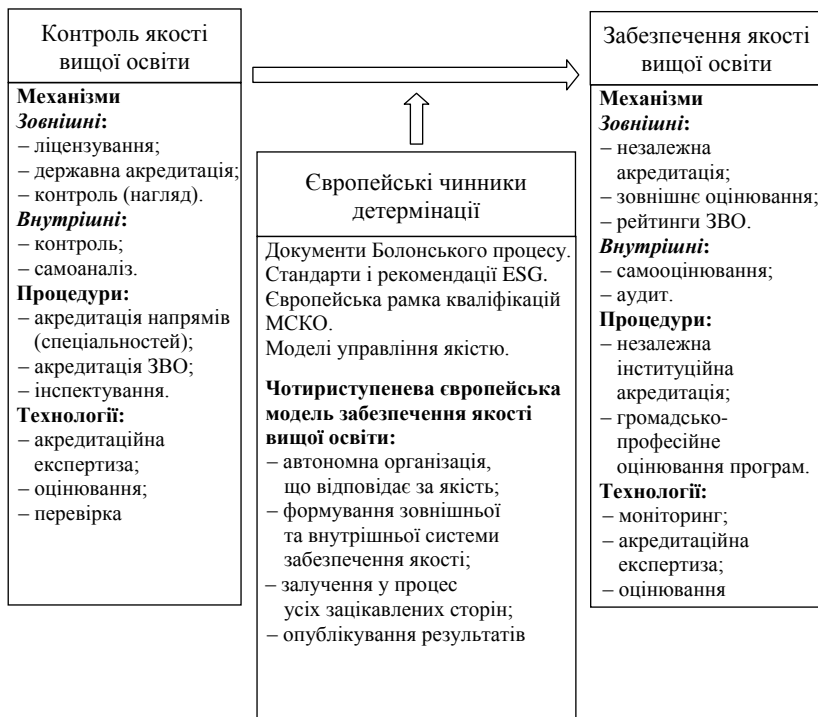 Контроль якості
вищої освіти
Механізми
Зовнішні:
– ліцензування;
– державна акредитація;
– контроль (нагляд).
Внутрішні:
– контроль;
– самоаналіз.
Процедури:
– акредитація напрямів
(спеціальностей);
– акредитація ЗВО;
– інспектування.
Технології:
– акредитаційна
експертиза;
– оцінювання;
– перевірка
Європейські чинники
детермінації
Документи Болонського процесу.
Стандарти і рекомендації ESG.
Європейська рамка кваліфікацій
МСКО.
Моделі управління якістю.
Чотириступенева європейська
модель забезпечення якості
вищої освіти:
– автономна організація,
що відповідає за якість;
– формування зовнішньої
та внутрішньої системи
забезпечення якості;
– залучення у процес
усіх зацікавлених сторін;
– опублікування результатів
Забезпечення якості
вищої освіти
Механізми
Зовнішні:
– незалежна
акредитація;
– зовнішнє оцінювання;
– рейтинги ЗВО.
Внутрішні:
– самооцінювання;
– аудит.
Процедури:
– незалежна
інституційна
акредитація;
– громадсько-
професійне
оцінювання програм.
Технології:
– моніторинг;
– акредитаційна
експертиза;
– оцінювання